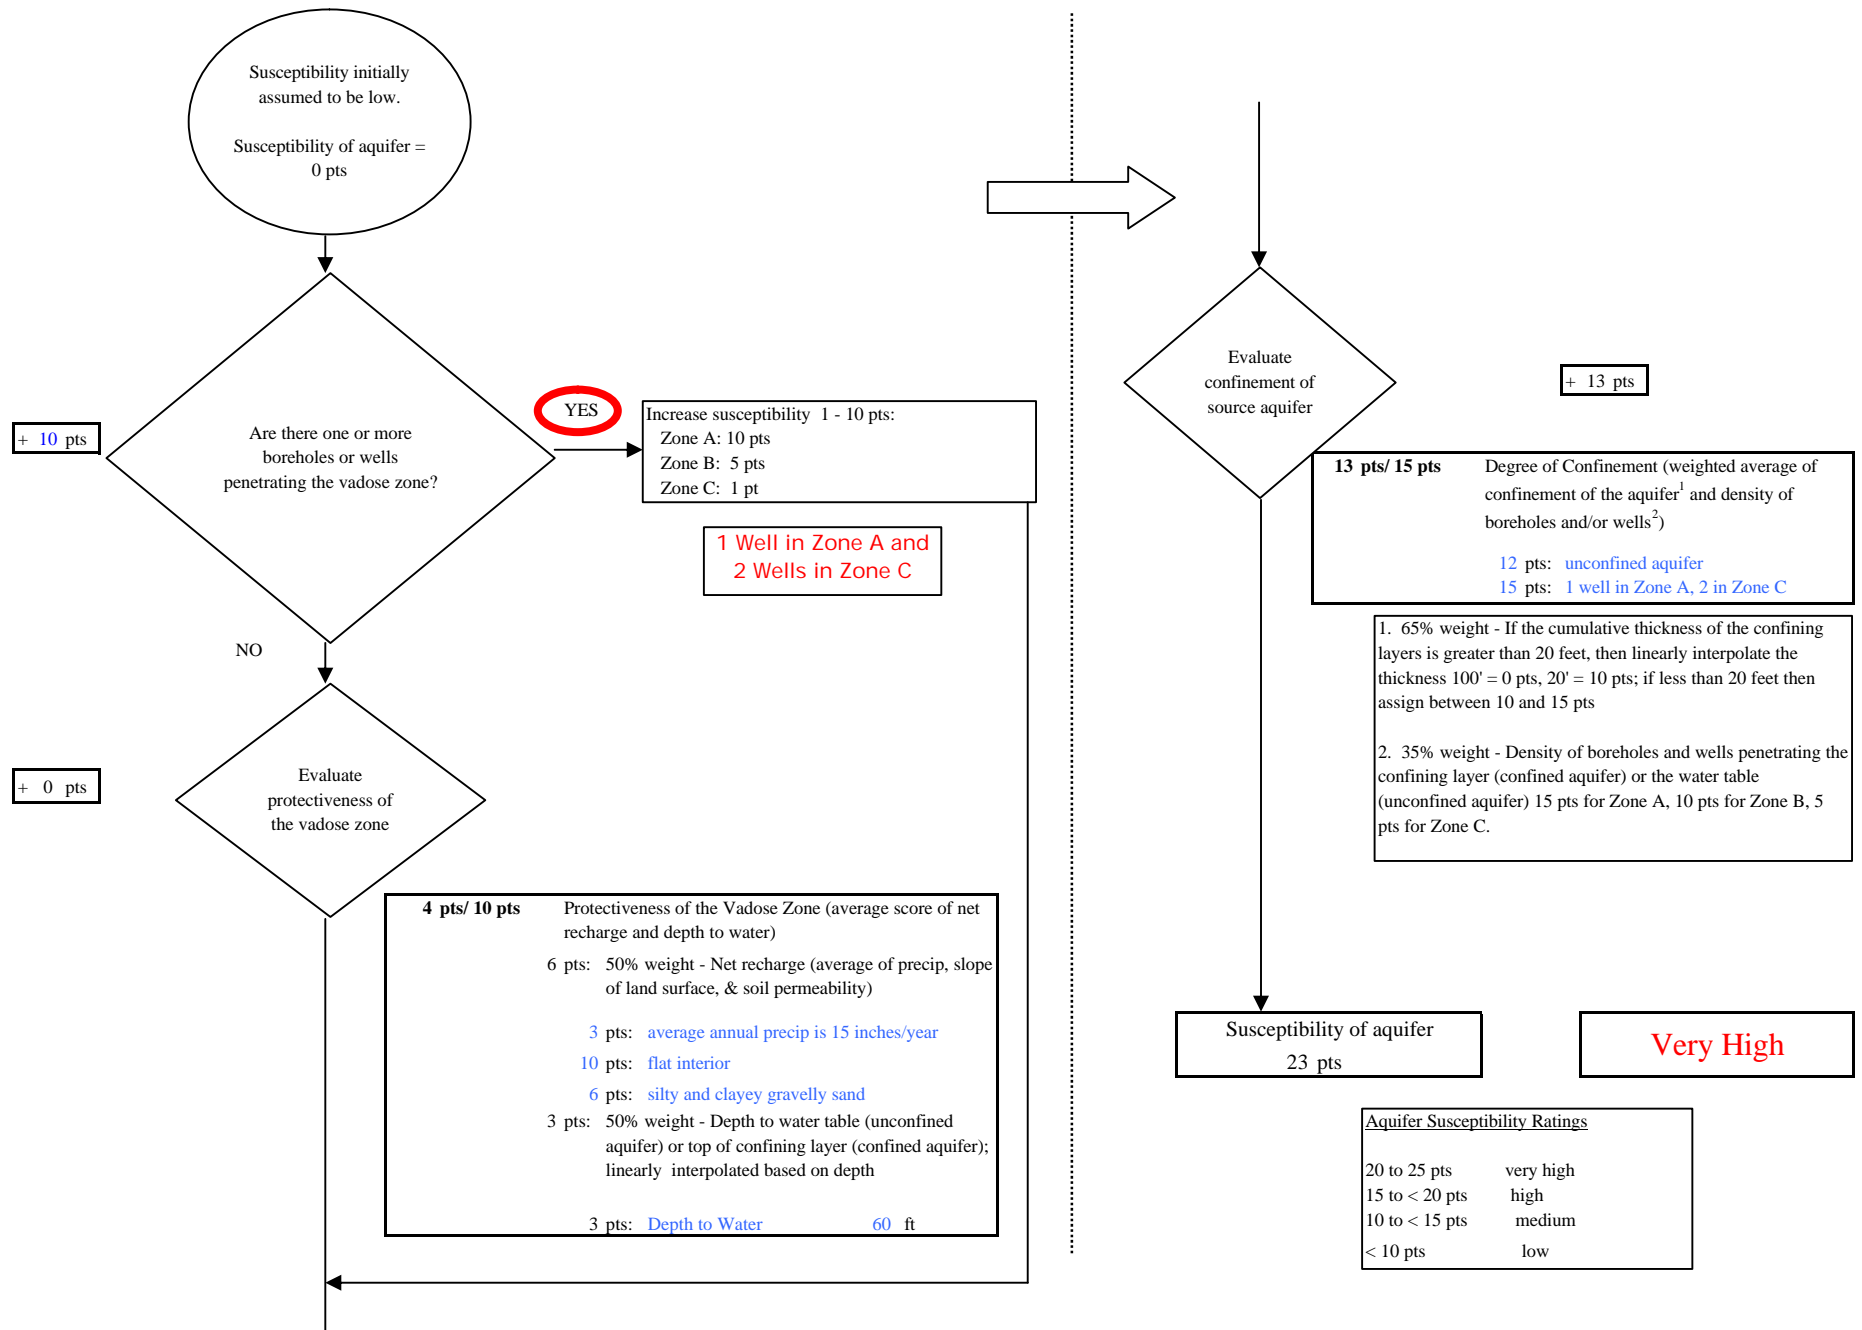 Susceptibility initially
assumed to be low.
Susceptibility of aquifer =
0 pts
+ 10 pts
Are there one or more
boreholes or wells
penetrating the vadose zone?
YES
Increase susceptibility 1 - 10 pts:
Zone A: 10 pts
Zone B: 5 pts
Zone C: 1 pt
1 Well in Zone A and
2 Wells in Zone C
NO
+ 0 pts
Evaluate
protectiveness of
the vadose zone
4 pts/ 10 pts Protectiveness of the Vadose Zone (average score of net
recharge and depth to water)
6 pts: 50% weight - Net recharge (average of precip, slope
of land surface, & soil permeability)
3 pts: average annual precip is 15 inches/year
10 pts: flat interior
6 pts: silty and clayey gravelly sand
3 pts: 50% weight - Depth to water table (unconfined
aquifer) or top of confining layer (confined aquifer);
linearly interpolated based on depth
3 pts: Depth to Water 60 ft
Evaluate
confinement of
source aquifer
+ 13 pts
13 pts/ 15 pts Degree of Confinement (weighted average of
confinement of the aquifer1 and density of
boreholes and/or wells2)
12 pts: unconfined aquifer
15 pts: 1 well in Zone A, 2 in Zone C
1. 65% weight - If the cumulative thickness of the confining
layers is greater than 20 feet, then linearly interpolate the
thickness 100' = 0 pts, 20' = 10 pts; if less than 20 feet then
assign between 10 and 15 pts
2. 35% weight - Density of boreholes and wells penetrating the
confining layer (confined aquifer) or the water table
(unconfined aquifer) 15 pts for Zone A, 10 pts for Zone B, 5
pts for Zone C.
Susceptibility of aquifer
23 pts
Very High
Aquifer Susceptibility Ratings
20 to 25 pts very high
15 to < 20 pts high
10 to < 15 pts medium
< 10 pts low